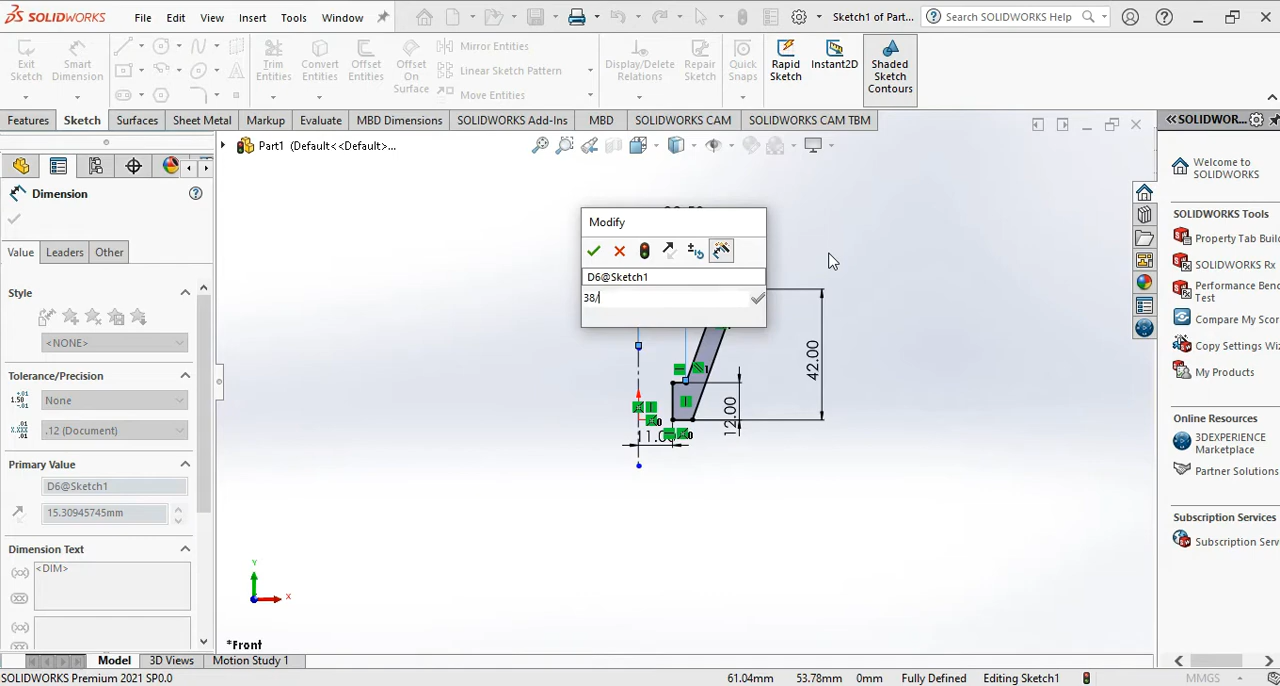 SOLIDWORKS File Edit View Insert Tools Window Sketch1 of Part... Search SOLIDWORKS Help
Exit Sketch Smart Dimension Trim Entities Convert Entities Offset Entities Offset On Surface Mirror Entities Linear Sketch Pattern Move Entities Display/Delete Relations Repair Sketch Quick Snaps Rapid Sketch Instant2D Shaded Sketch Contours
Features Sketch Surfaces Sheet Metal Markup Evaluate MBD Dimensions SOLIDWORKS Add-Ins MBD SOLIDWORKS CAM SOLIDWORKS CAM TBM
SOLIDWOR...
Part1 (Default<<Default>...
Dimension
Value Leaders Other
Style
<NONE>
Tolerance/Precision
None
.12 (Document)
Primary Value
D6@Sketch1
15.30945745mm
Dimension Text
<DIM>
Modify
D6@Sketch1
38/
42.00
12.00
Y
X
*Front
Welcome to
SOLIDWORKS
SOLIDWORKS Tools
Property Tab Buil
SOLIDWORKS Rx
Performance Benc
Test
Compare My Scor
Copy Settings Wiz
My Products
Online Resources
3DEXPERIENCE
Marketplace
Partner Solutions
Subscription Services
Subscription Servic
Model 3D Views Motion Study 1
SOLIDWORKS Premium 2021 SP0.0 61.04mm 53.78mm 0mm Fully Defined Editing Sketch1 MMGS